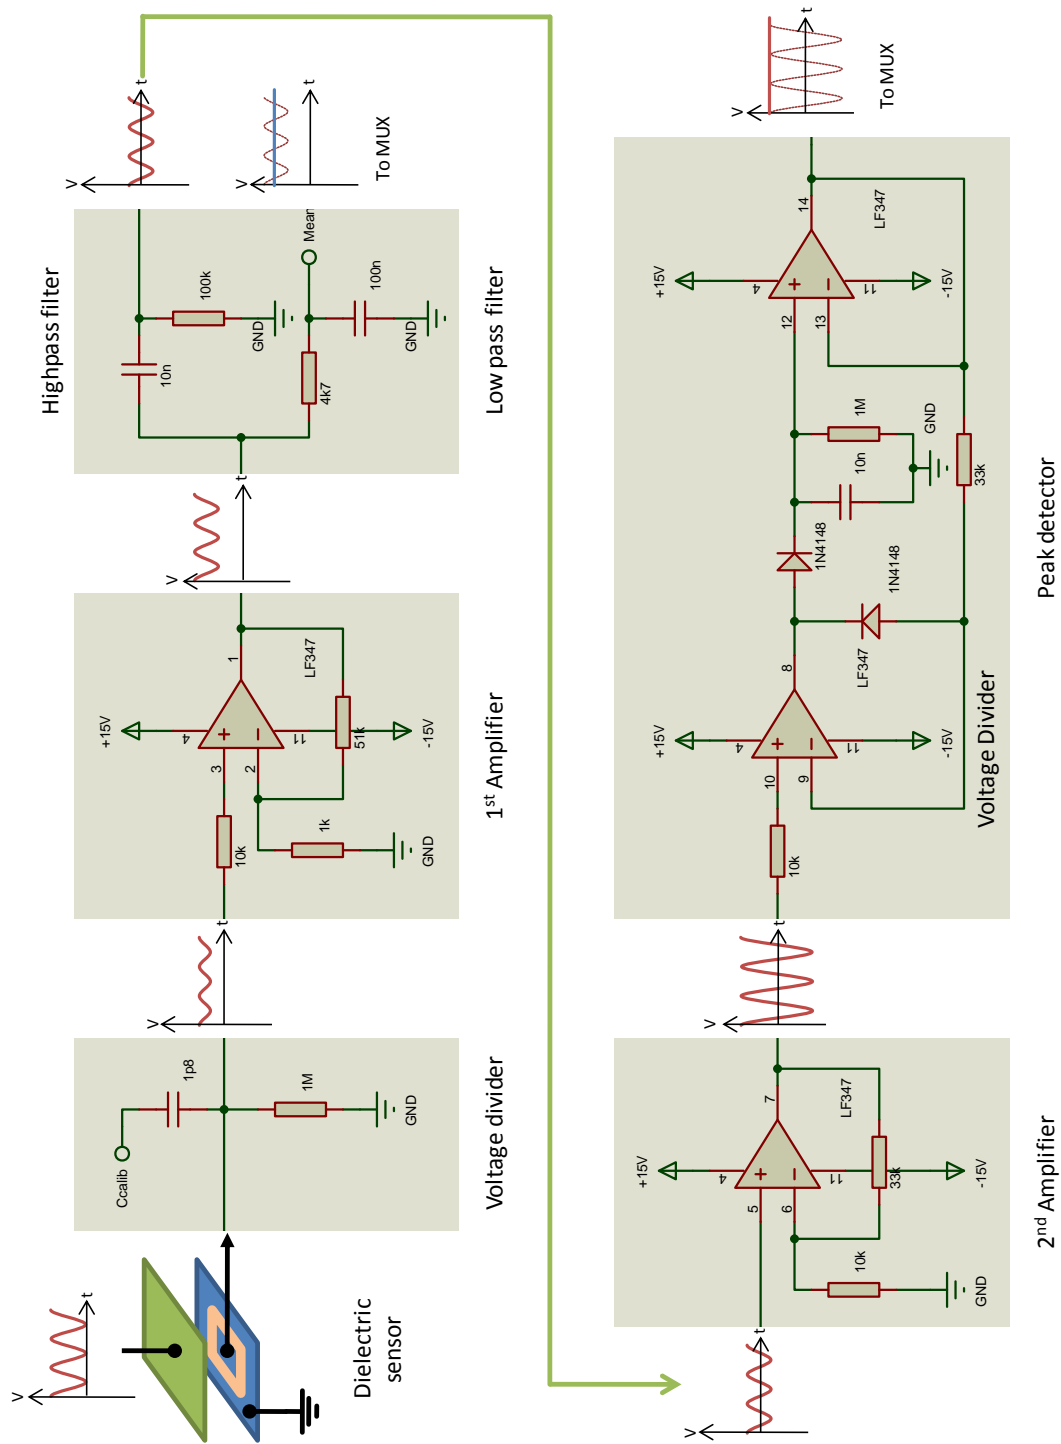 V
t
Dielectric
sensor
Ccalib
1p8
1M
GND
Voltage divider
V
t
10k
3
2
1
4
11
+15V
-15V
LF347
51k
1k
GND
1st Amplifier
V
t
Highpass filter
10n
100k
GND
4k7
Mean
100n
GND
Low pass filter
V
t
V
t
To MUX
V
t
5
6
7
4
11
+15V
-15V
LF347
33k
10k
GND
2nd Amplifier
V
t
10k
10
9
8
4
11
+15V
-15V
LF347
1N4148
1N4148
10n
1M
GND
33k
12
13
14
4
11
+15V
-15V
LF347
Voltage Divider
Peak detector
V
t
To MUX